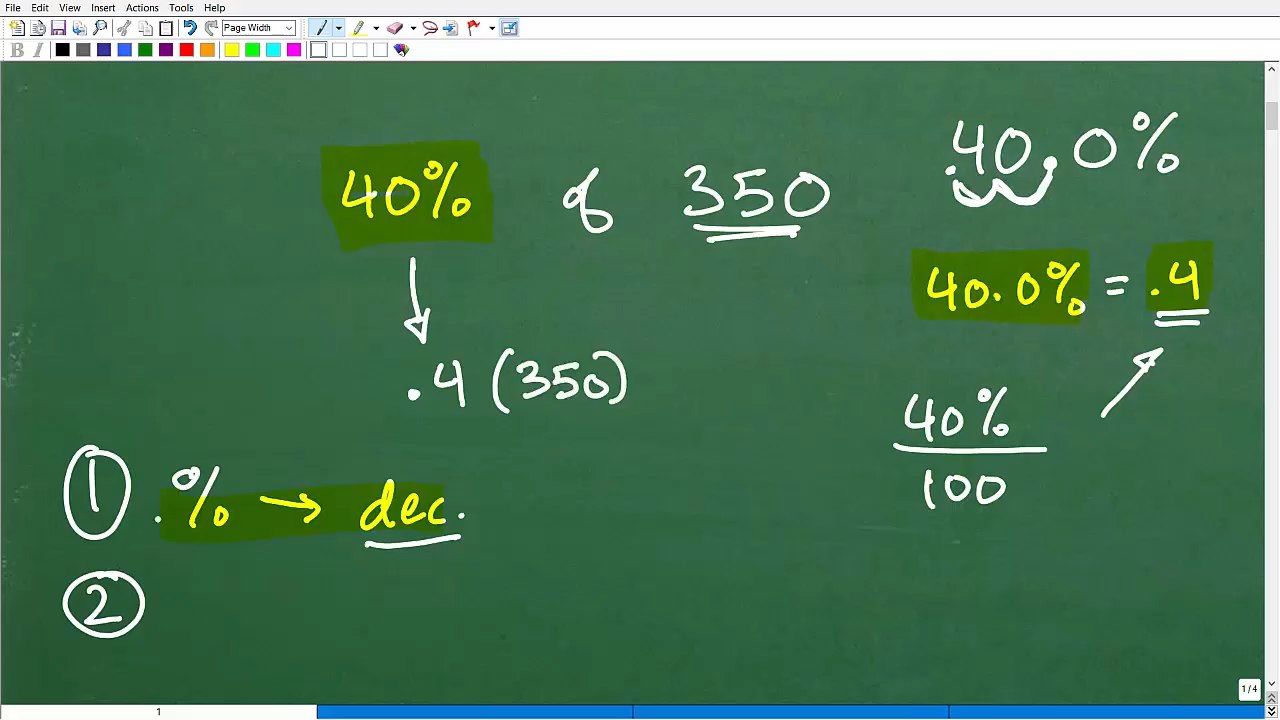 File Edit View Insert Actions Tools Help
Page Width
B I
40% of 350
.40.0%
40.0% = .4
.4 (350)
40%
100
1 .% → dec.
2
1/4
1